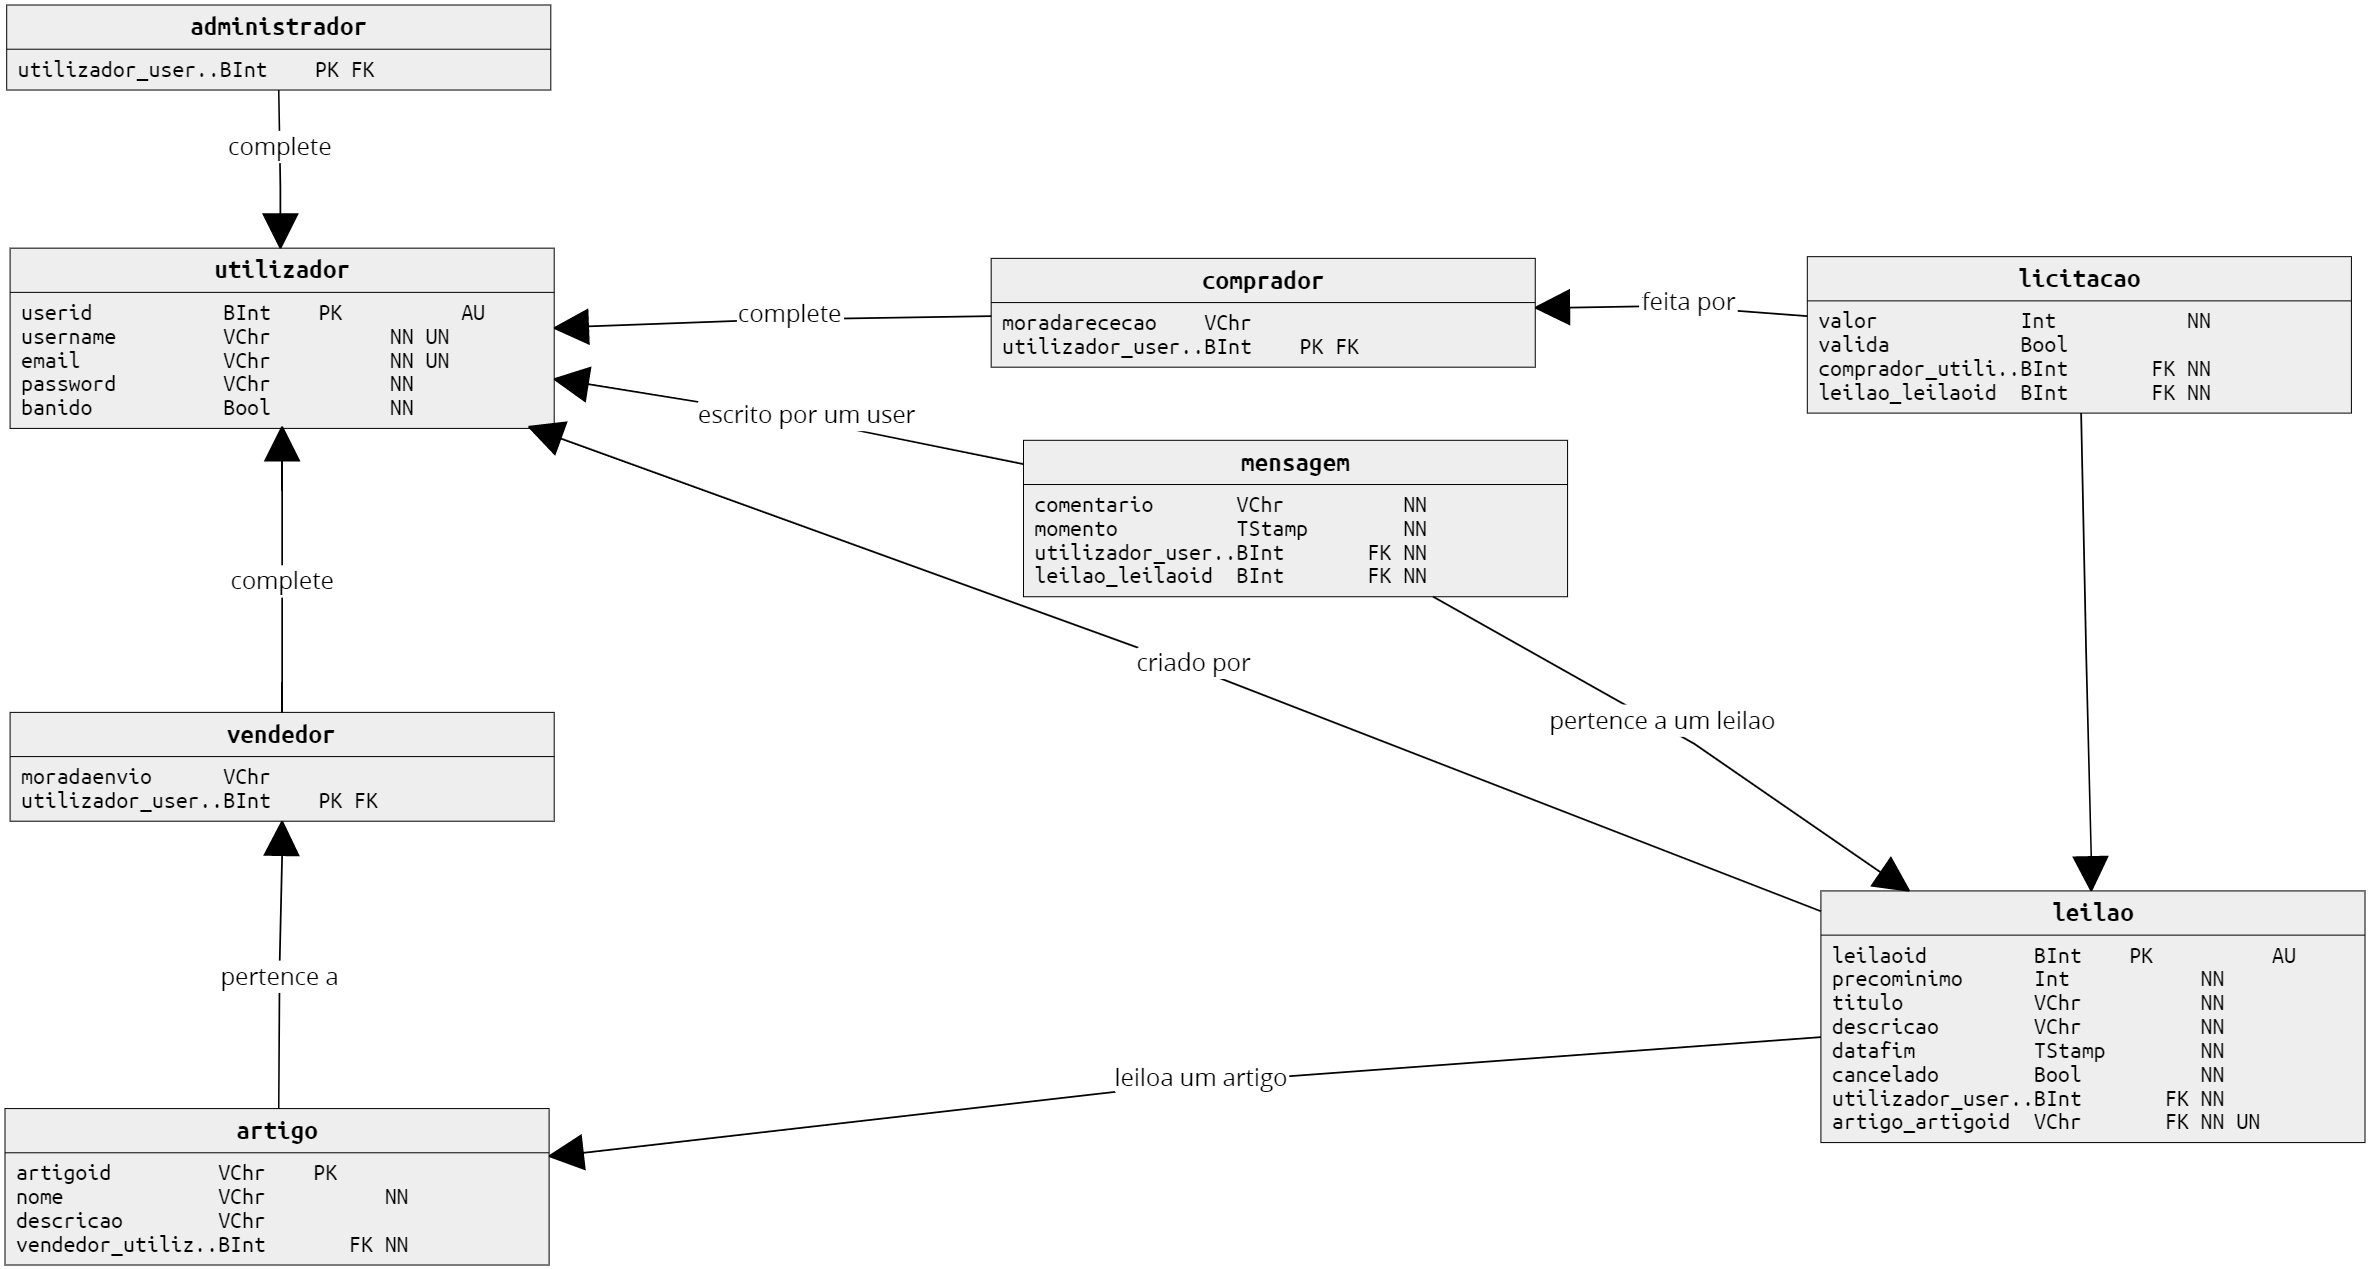 administrador
utilizador_user..BInt PK FK
complete
utilizador
userid BInt PK AU
username VChr NN UN
email VChr NN UN
password VChr NN
banido Bool NN
complete
comprador
moradarececao VChr
utilizador_user..BInt PK FK
feita por
licitacao
valor Int NN
valida Bool
comprador_utili..BInt FK NN
leilao_leilaoid BInt FK NN
escrito por um user
mensagem
comentario VChr NN
momento TStamp NN
utilizador_user..BInt FK NN
leilao_leilaoid BInt FK NN
complete
criado por
pertence a um leilao
vendedor
moradaenvio VChr
utilizador_user..BInt PK FK
pertence a
leilao
leilaoid BInt PK AU
precominimo Int NN
titulo VChr NN
descricao VChr NN
datafim TStamp NN
cancelado Bool NN
utilizador_user..BInt FK NN
artigo_artigoid VChr FK NN UN
leiloa um artigo
artigo
artigoid VChr PK
nome VChr NN
descricao VChr
vendedor_utiliz..BInt FK NN